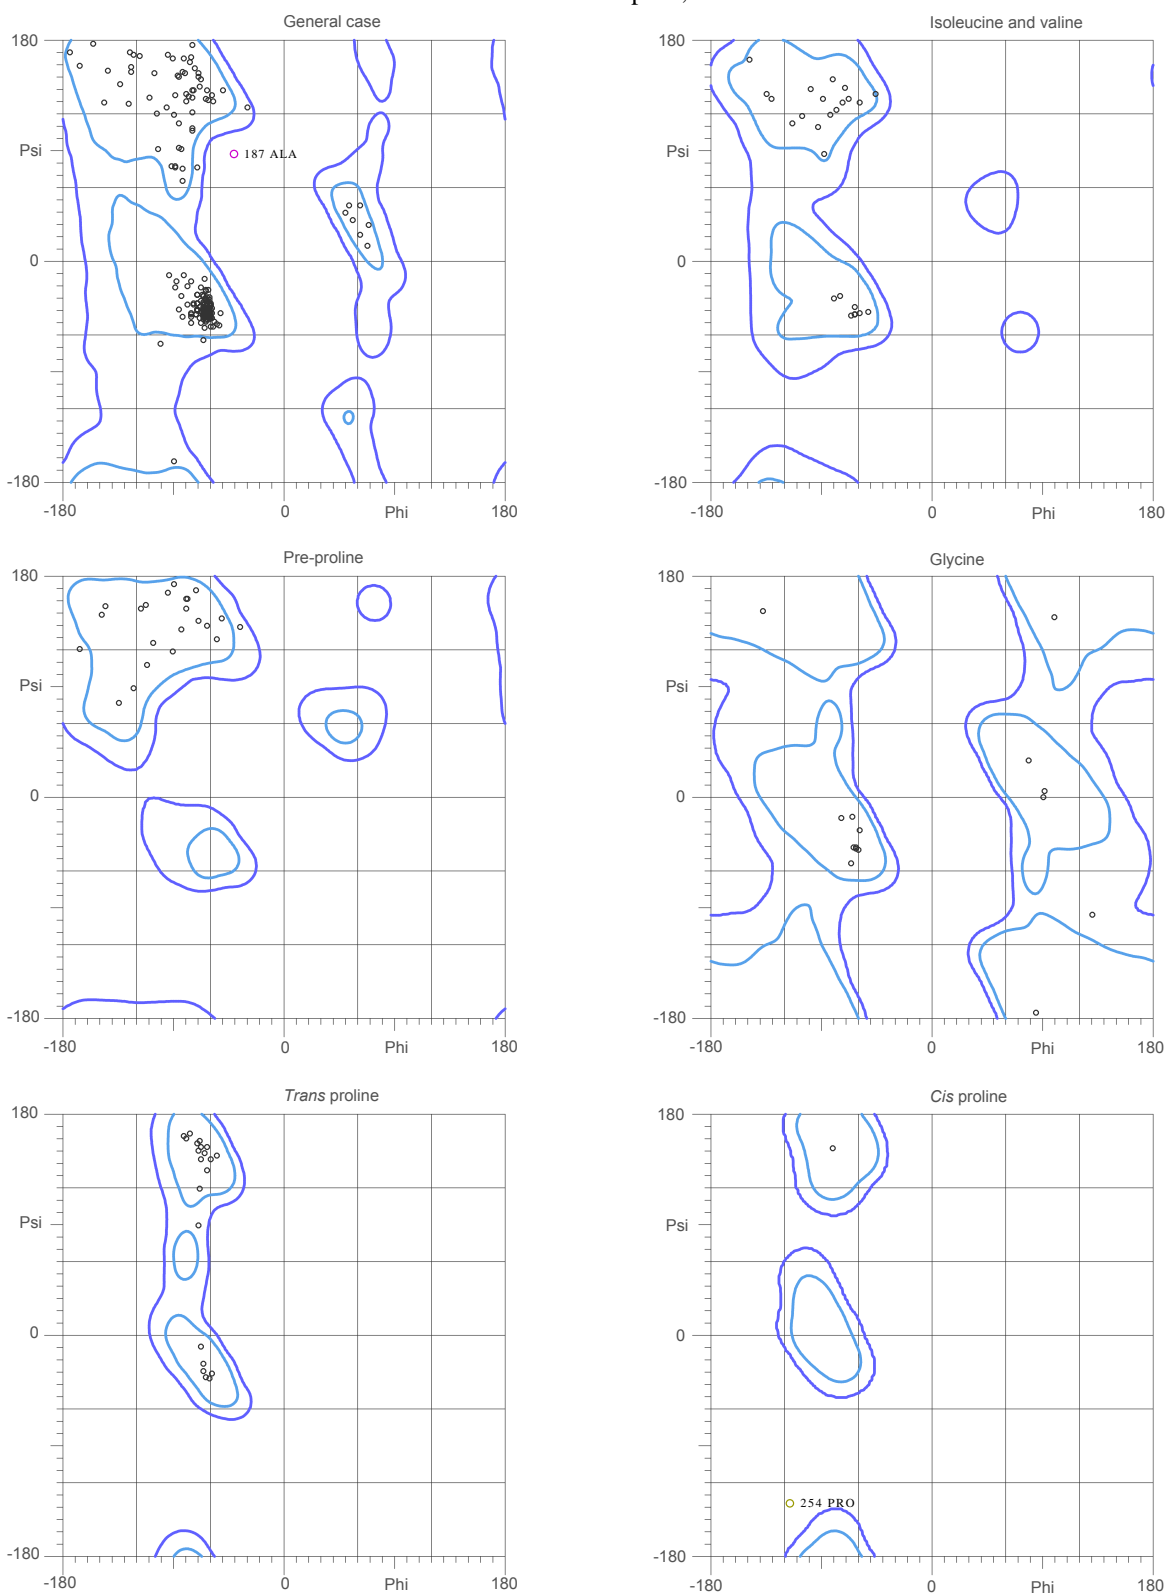 General case
180
Psi
0
-180
-180
0
Phi
180
187 ALA
Isoleucine and valine
180
Psi
0
-180
-180
0
Phi
180
Pre-proline
180
Psi
0
-180
-180
0
Phi
180
Glycine
180
Psi
0
-180
-180
0
Phi
180
Trans proline
180
Psi
0
-180
-180
0
Phi
180
Cis proline
180
Psi
0
-180
-180
0
Phi
180
254 PRO